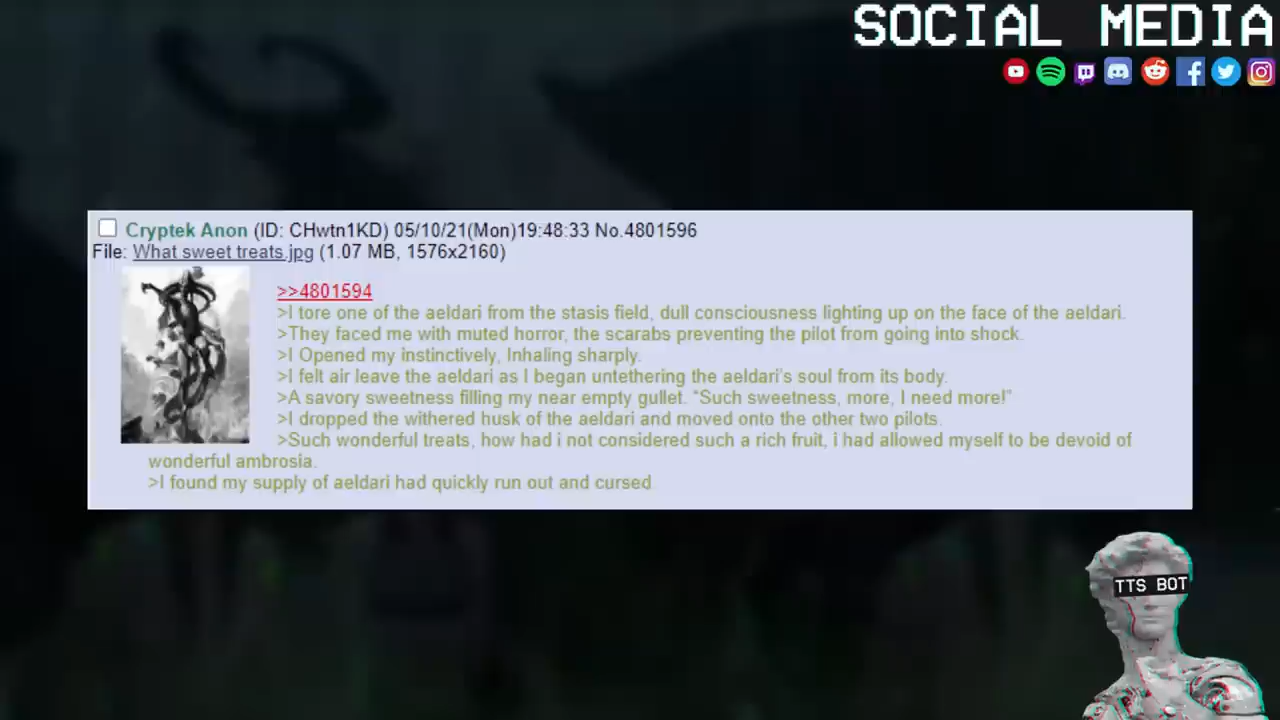 SOCIAL MEDIA
Cryptek Anon (ID: CHwtn1KD) 05/10/21(Mon)19:48:33 No.4801596
File: What sweet treats.jpg (1.07 MB, 1576x2160)
>>4801594
>I tore one of the aeldari from the stasis field, dull consciousness lighting up on the face of the aeldari.
>They faced me with muted horror, the scarabs preventing the pilot from going into shock.
>I Opened my instinctively, Inhaling sharply.
>I felt air leave the aeldari as I began untethering the aeldari's soul from its body.
>A savory sweetness filling my near empty gullet. “Such sweetness, more, I need more!”
>I dropped the withered husk of the aeldari and moved onto the other two pilots.
>Such wonderful treats, how had i not considered such a rich fruit, i had allowed myself to be devoid of
wonderful ambrosia.
>I found my supply of aeldari had quickly run out and cursed
TTS BOT